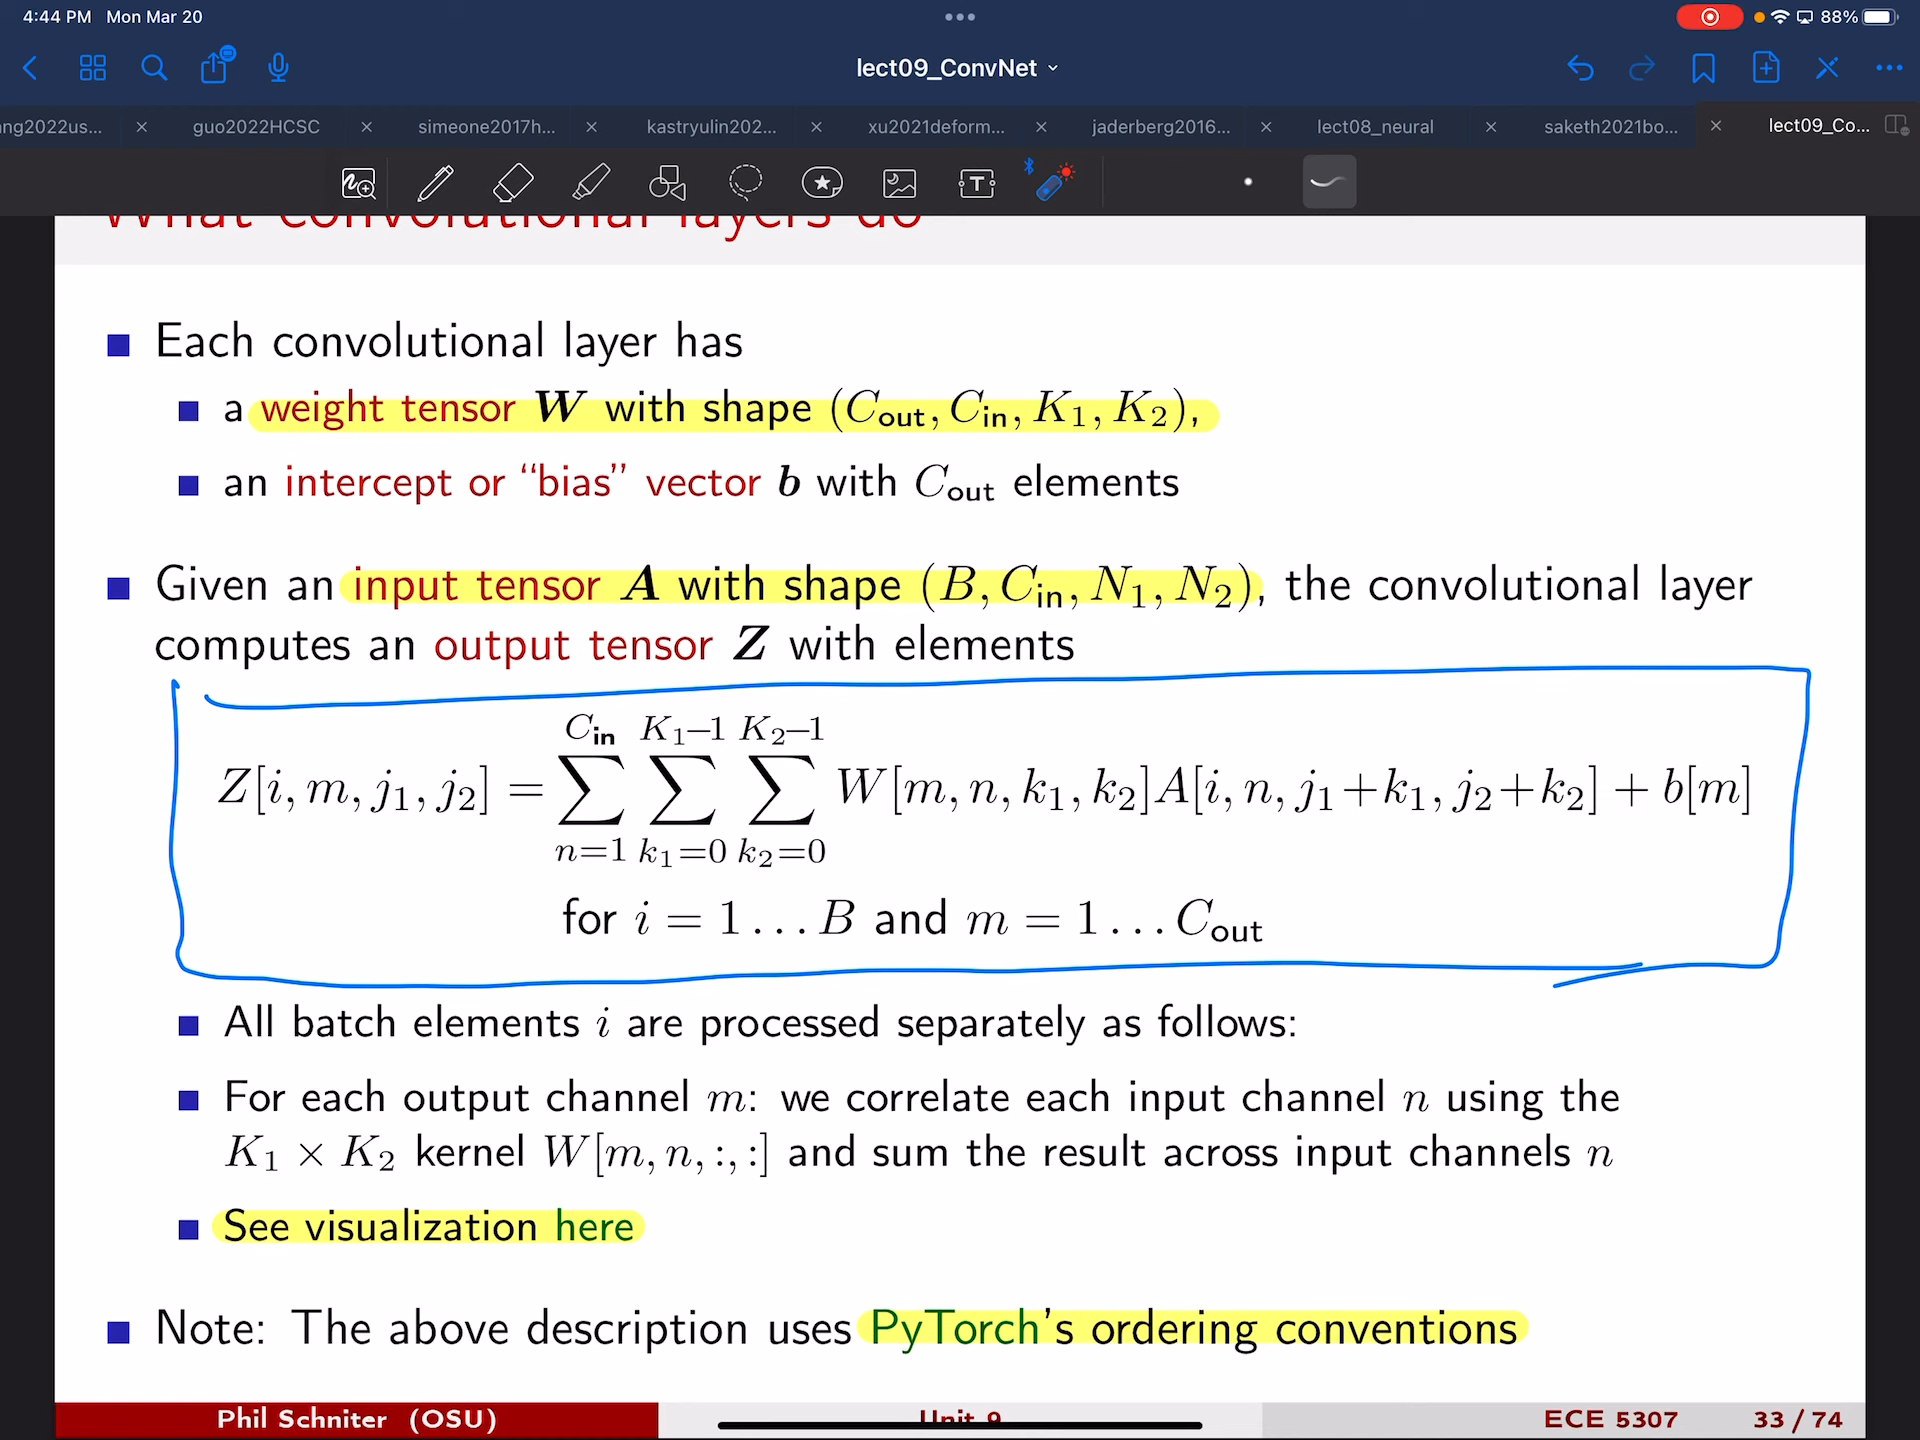 4:44 PM Mon Mar 20
88%
lect09_ConvNet
ng2022us... guo2022HCSC simeone2017h... kastryulin202... xu2021deform... jaderberg2016... lect08_neural saketh2021bo... lect09_Co...
What convolutional layers do
Each convolutional layer has
a weight tensor W with shape (C_out, C_in, K_1, K_2),
an intercept or “bias” vector b with C_out elements
Given an input tensor A with shape (B, C_in, N_1, N_2), the convolutional layer
computes an output tensor Z with elements
Z[i, m, j_1, j_2] = ∑_{n=1}^{C_in} ∑_{k_1=0}^{K_1−1} ∑_{k_2=0}^{K_2−1} W[m, n, k_1, k_2]A[i, n, j_1+k_1, j_2+k_2] + b[m]
for i = 1...B and m = 1...C_out
All batch elements i are processed separately as follows:
For each output channel m: we correlate each input channel n using the
K_1 × K_2 kernel W[m, n, :, :] and sum the result across input channels n
See visualization here
Note: The above description uses PyTorch’s ordering conventions
Phil Schniter (OSU) Unit 9 ECE 5307 33 / 74